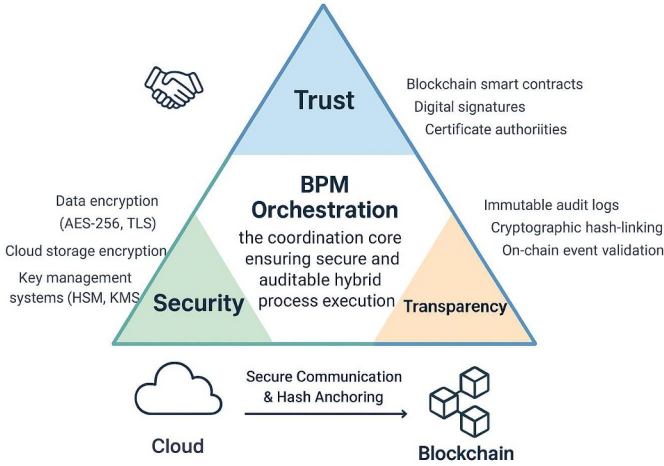 Trust
Blockchain smart contracts
Digital signatures
Certificate authoriities
BPM
Orchestration
the coordination core
ensuring secure and
auditable hybrid
process execution
Data encryption
(AES-256, TLS)
Cloud storage encryption
Key management
systems (HSM, KMS
Security
Immutable audit logs
Cryptographic hash-linking
On-chain event validation
Transparency
Secure Communication
& Hash Anchoring
Cloud
Blockchain